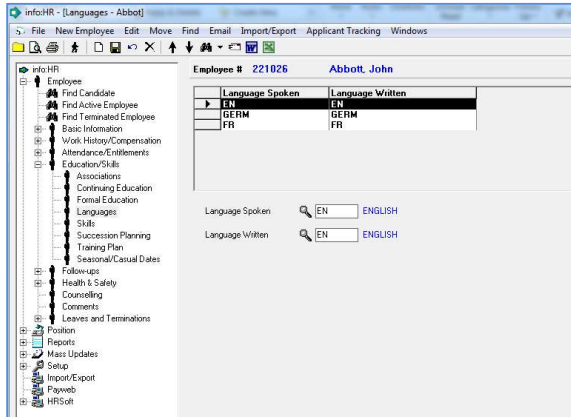 info:HR - [Languages - Abbot]
File New Employee Edit Move Find Email Import/Export Applicant Tracking Windows
info:HR
Employee
Find Candidate
Find Active Employee
Find Terminated Employee
Basic Information
Work History/Compensation
Attendance/Entitlements
Education/Skills
Associations
Continuing Education
Formal Education
Languages
Skills
Succession Planning
Training Plan
Seasonal/Casual Dates
Follow-ups
Health & Safety
Counselling
Comments
Leaves and Terminations
Position
Reports
Mass Updates
Setup
Import/Export
Payweb
HRSoft
Employee # 221026 Abbott, John
Language Spoken Language Written
EN EN
GERM GERM
FR FR
Language Spoken EN ENGLISH
Language Written EN ENGLISH